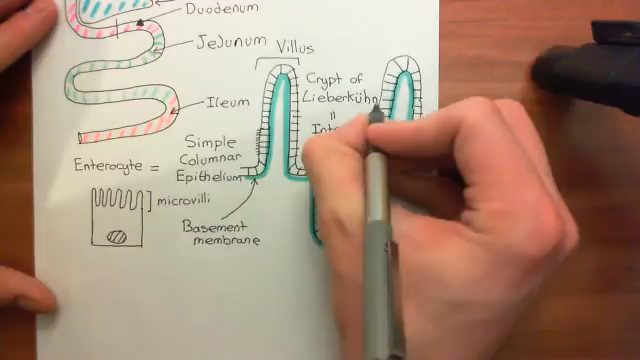 Duodenum
Jejunum
Ileum
Villus
Crypt of
Lieberkühn
=
Simple
Columnar
Epithelium
Enterocyte =
microvilli
Basement
membrane